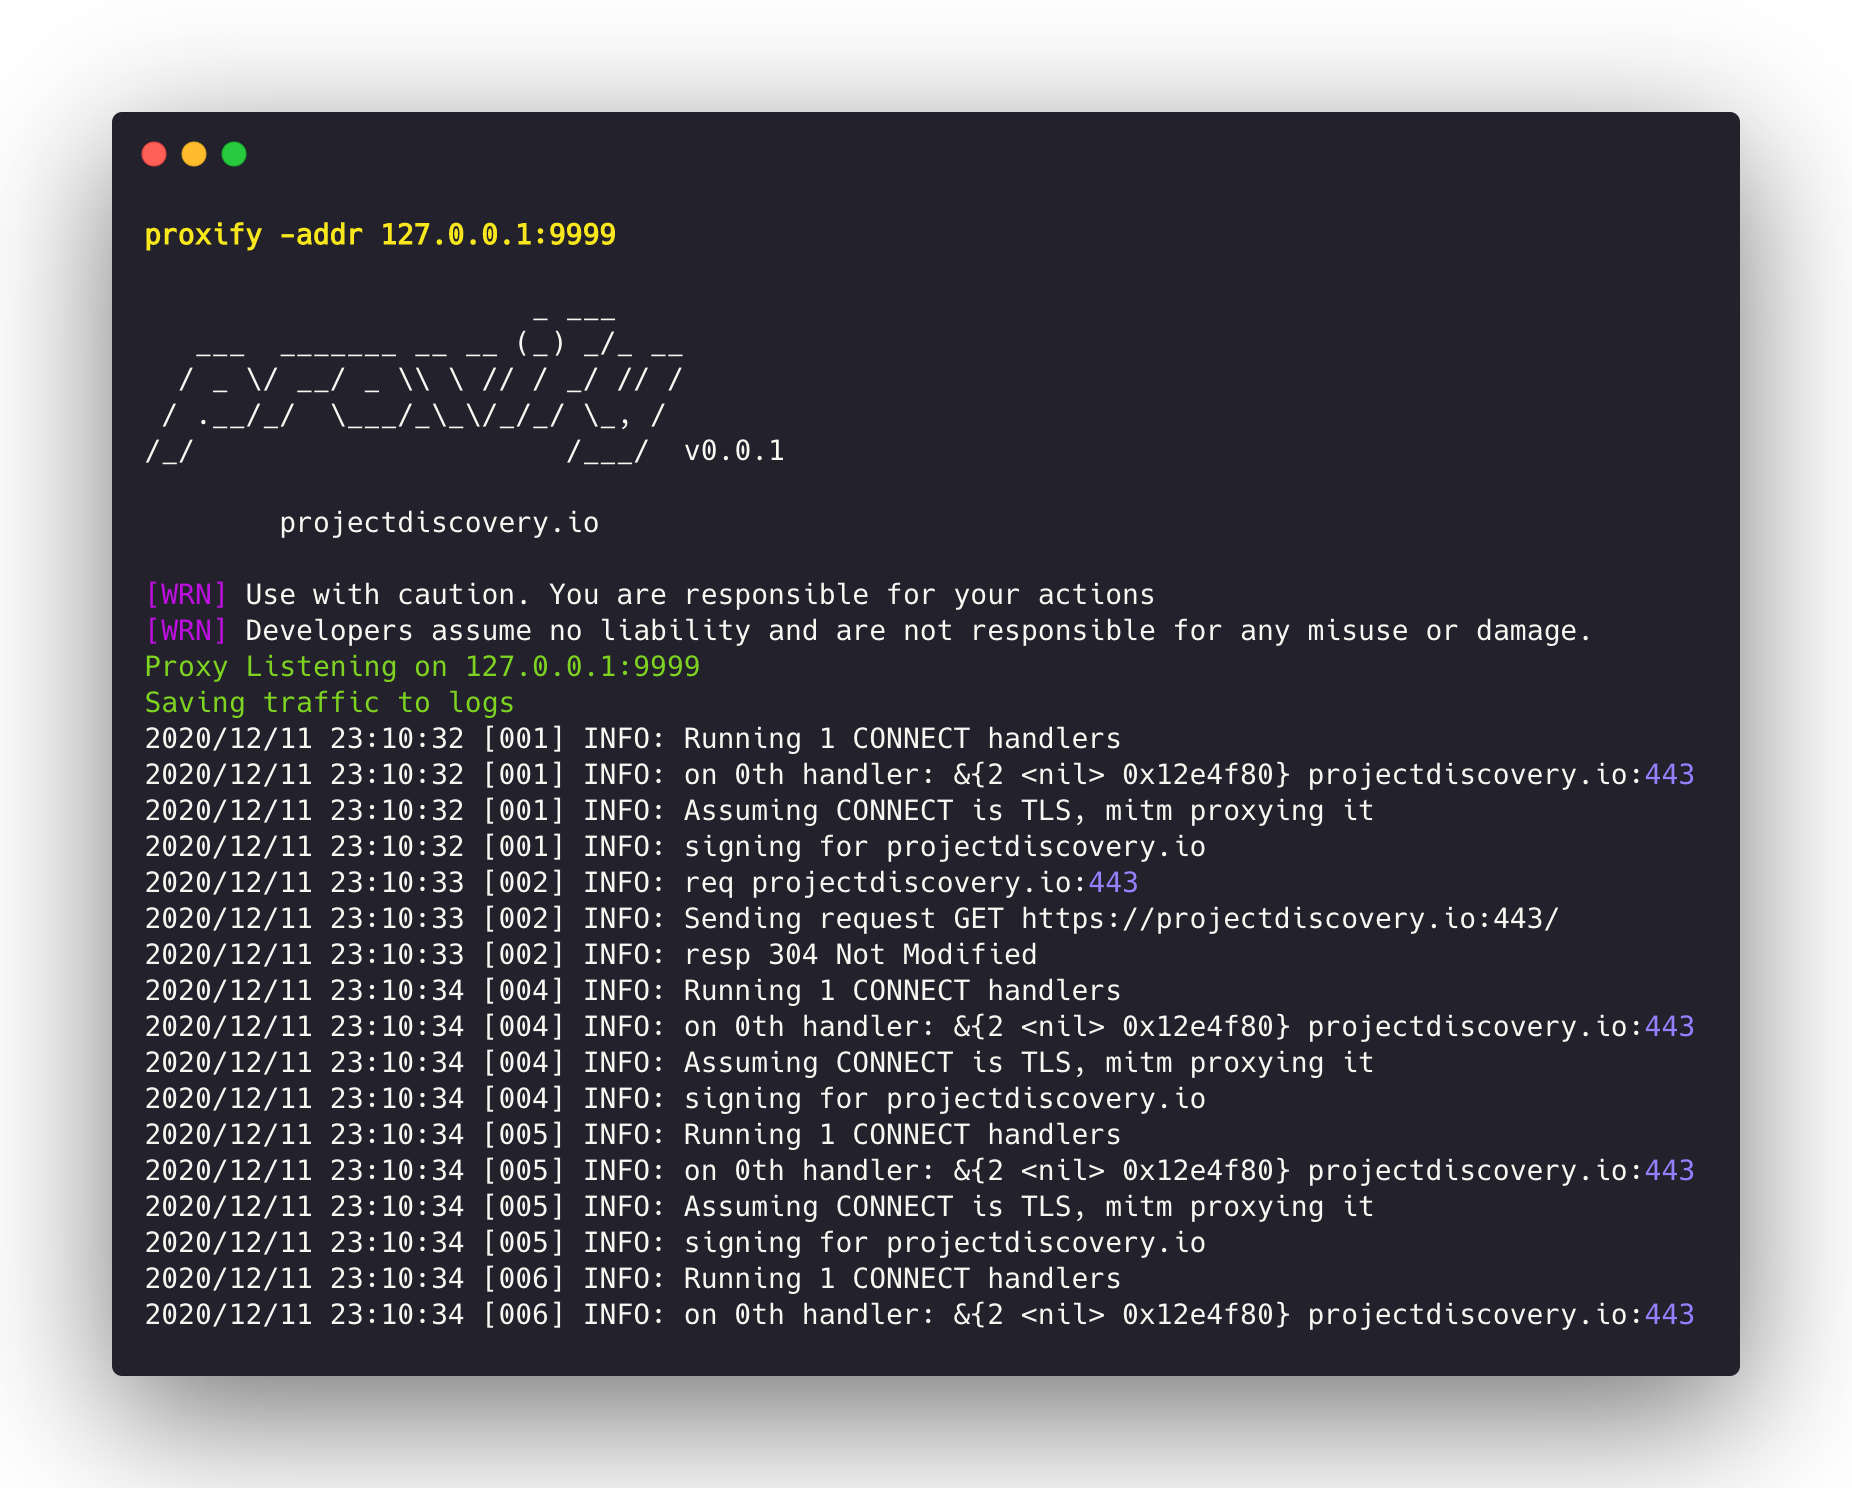 proxify -addr 127.0.0.1:9999
                       _ ___
   ___  _______ __ __ (_) _/_ __
  / _ \/ __/ _ \\ \ // / _/ // /
 / .__/_/  \___/_\_\/_/_/ \_, /
/_/                      /___/  v0.0.1
        projectdiscovery.io
[WRN] Use with caution. You are responsible for your actions
[WRN] Developers assume no liability and are not responsible for any misuse or damage.
Proxy Listening on 127.0.0.1:9999
Saving traffic to logs
2020/12/11 23:10:32 [001] INFO: Running 1 CONNECT handlers
2020/12/11 23:10:32 [001] INFO: on 0th handler: &{2 <nil> 0x12e4f80} projectdiscovery.io:443
2020/12/11 23:10:32 [001] INFO: Assuming CONNECT is TLS, mitm proxying it
2020/12/11 23:10:32 [001] INFO: signing for projectdiscovery.io
2020/12/11 23:10:33 [002] INFO: req projectdiscovery.io:443
2020/12/11 23:10:33 [002] INFO: Sending request GET https://projectdiscovery.io:443/
2020/12/11 23:10:33 [002] INFO: resp 304 Not Modified
2020/12/11 23:10:34 [004] INFO: Running 1 CONNECT handlers
2020/12/11 23:10:34 [004] INFO: on 0th handler: &{2 <nil> 0x12e4f80} projectdiscovery.io:443
2020/12/11 23:10:34 [004] INFO: Assuming CONNECT is TLS, mitm proxying it
2020/12/11 23:10:34 [004] INFO: signing for projectdiscovery.io
2020/12/11 23:10:34 [005] INFO: Running 1 CONNECT handlers
2020/12/11 23:10:34 [005] INFO: on 0th handler: &{2 <nil> 0x12e4f80} projectdiscovery.io:443
2020/12/11 23:10:34 [005] INFO: Assuming CONNECT is TLS, mitm proxying it
2020/12/11 23:10:34 [005] INFO: signing for projectdiscovery.io
2020/12/11 23:10:34 [006] INFO: Running 1 CONNECT handlers
2020/12/11 23:10:34 [006] INFO: on 0th handler: &{2 <nil> 0x12e4f80} projectdiscovery.io:443